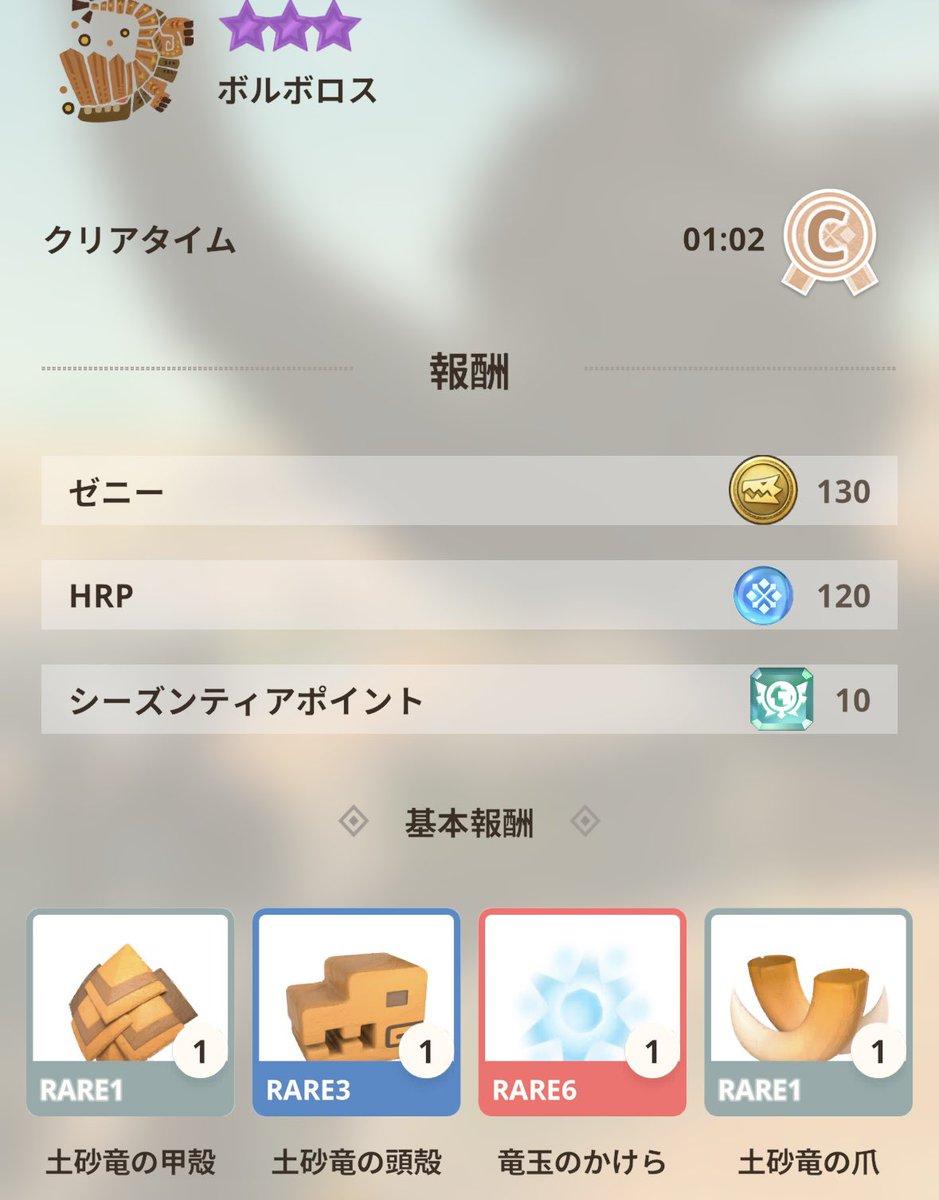 ボルボロス
クリアタイム 01:02 C
報酬
ゼニー 130
HRP 120
シーズンティアポイント 10
基本報酬
1 1 1 1
RARE1 RARE3 RARE6 RARE1
土砂竜の甲殻 土砂竜の頭殻 竜玉のかけら 土砂竜の爪